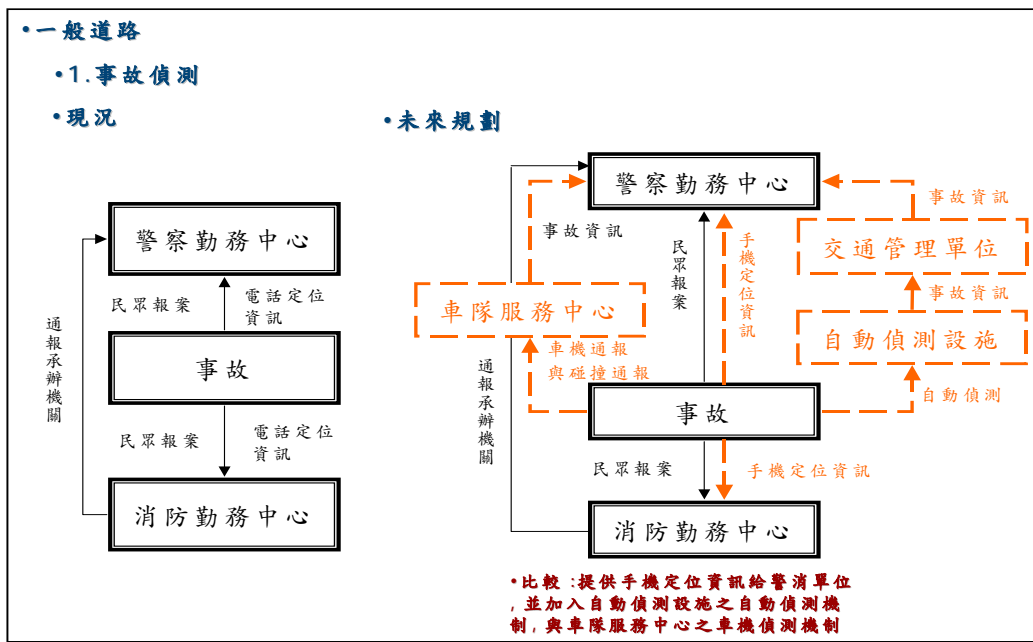 •一般道路
•1.事故偵測
•現況
警察勤務中心
民眾報案
電話定位
資訊
通報承辦機關
事故
民眾報案
電話定位
資訊
消防勤務中心
•未來規劃
警察勤務中心
事故資訊
民眾報案
手機定位資訊
事故資訊
交通管理單位
車隊服務中心
事故資訊
自動偵測設施
車機通報
與碰撞通報
通報承辦機關
自動偵測
事故
民眾報案
手機定位資訊
消防勤務中心
•比較:提供手機定位資訊給警消單位
,並加入自動偵測設施之自動偵測機
制,與車隊服務中心之車機偵測機制